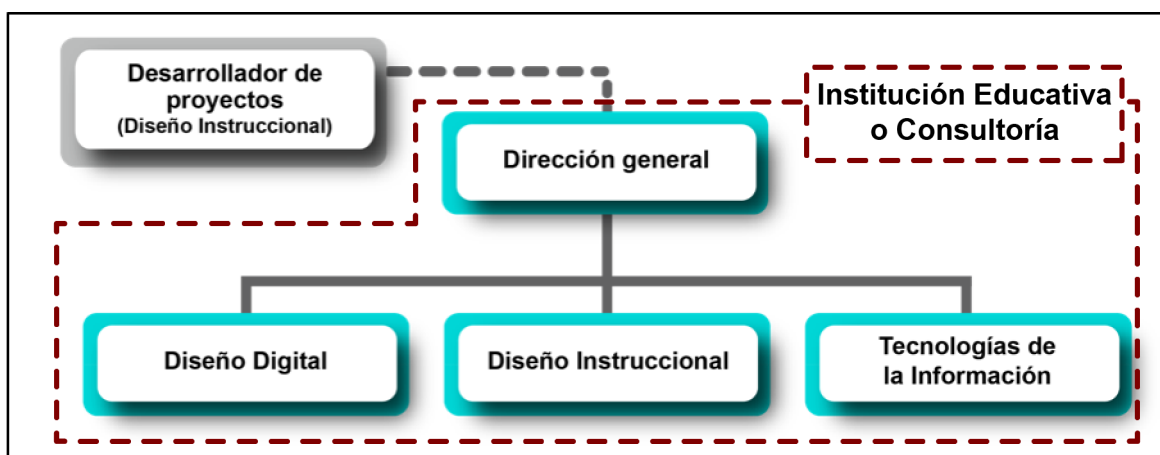 Desarrollador de
proyectos
(Diseño Instruccional)
Institución Educativa
o Consultoría
Dirección general
Diseño Digital
Diseño Instruccional
Tecnologías de
la Información